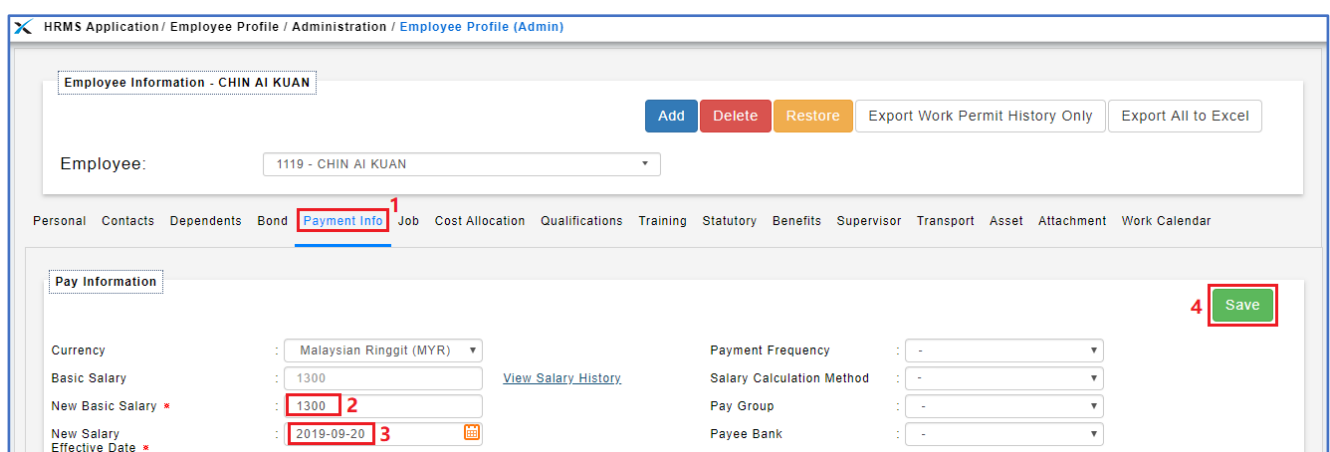 HRMS Application / Employee Profile / Administration / Employee Profile (Admin)
Employee Information - CHIN AI KUAN
Add Delete Restore Export Work Permit History Only Export All to Excel
Employee: 1119 - CHIN AI KUAN
1
Personal Contacts Dependents Bond Payment Info Job Cost Allocation Qualifications Training Statutory Benefits Supervisor Transport Asset Attachment Work Calendar
Pay Information
4 Save
Currency : Malaysian Ringgit (MYR) Payment Frequency : -
Basic Salary : 1300 View Salary History Salary Calculation Method : -
New Basic Salary * : 1300 2 Pay Group : -
New Salary : 2019-09-20 3 Payee Bank : -
Effective Date *